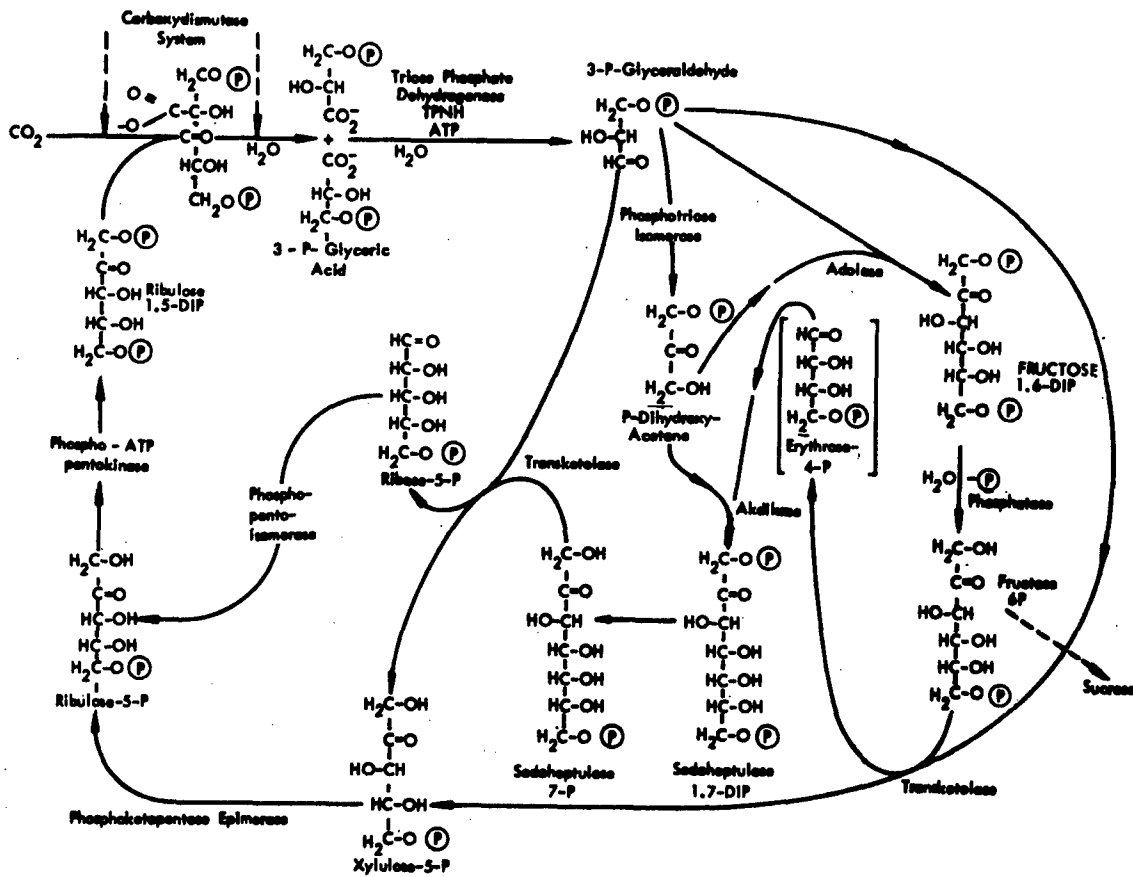 Carboxydismutase
System
H2CO P
O=
-O
C-C-OH
CO2
C=O
HCOH
CH2O P
H2O
H2C-O P
HO-CH
CO2-
+
CO2-
HC-OH
H2C-O P
3 - P- Glyceric
Acid
Triose Phosphate
Dehydrogenase
TPNH
ATP
H2O
3-P-Glyceraldehyde
H2C-O P
HO-CH
HC=O
Phosphotriose
Isomerase
Adolase
H2C-O P
C=O
H2C-OH
P-Dihydroxy-
Acetone
HC=O
HC-OH
HC-OH
H2C-O P
Erythrose-
4-P
H2C-O P
C=O
HO-CH
HC-OH
HC-OH
H2C-O P
FRUCTOSE
1.6-DIP
H2O
P
Phosphatase
H2C-OH
C=O
HO-CH
HC-OH
HC-OH
H2C-O P
Fructose
6P
Sucrose
Transketolase
H2C-O P
C=O
HC-OH
HC-OH
H2C-O P
Ribulose
1.5-DIP
Phospho - ATP
pentokinase
H2C-OH
C=O
HC-OH
HC-OH
H2C-O P
Ribulose-5-P
Phospho-
pento-
isomerase
HC=O
HC-OH
HC-OH
HC-OH
H2C-O P
Ribose-5-P
Transketolase
H2C-OH
C=O
HO-CH
HC-OH
HC-OH
HC-OH
H2C-O P
Sedoheptulose
7-P
H2C-O P
C=O
HO-CH
HC-OH
HC-OH
HC-OH
H2C-O P
Sedoheptulose
1.7-DIP
H2C-OH
C=O
HO-CH
HC-OH
H2C-O P
Xylulose-5-P
Phosphoketopentose Epimerase